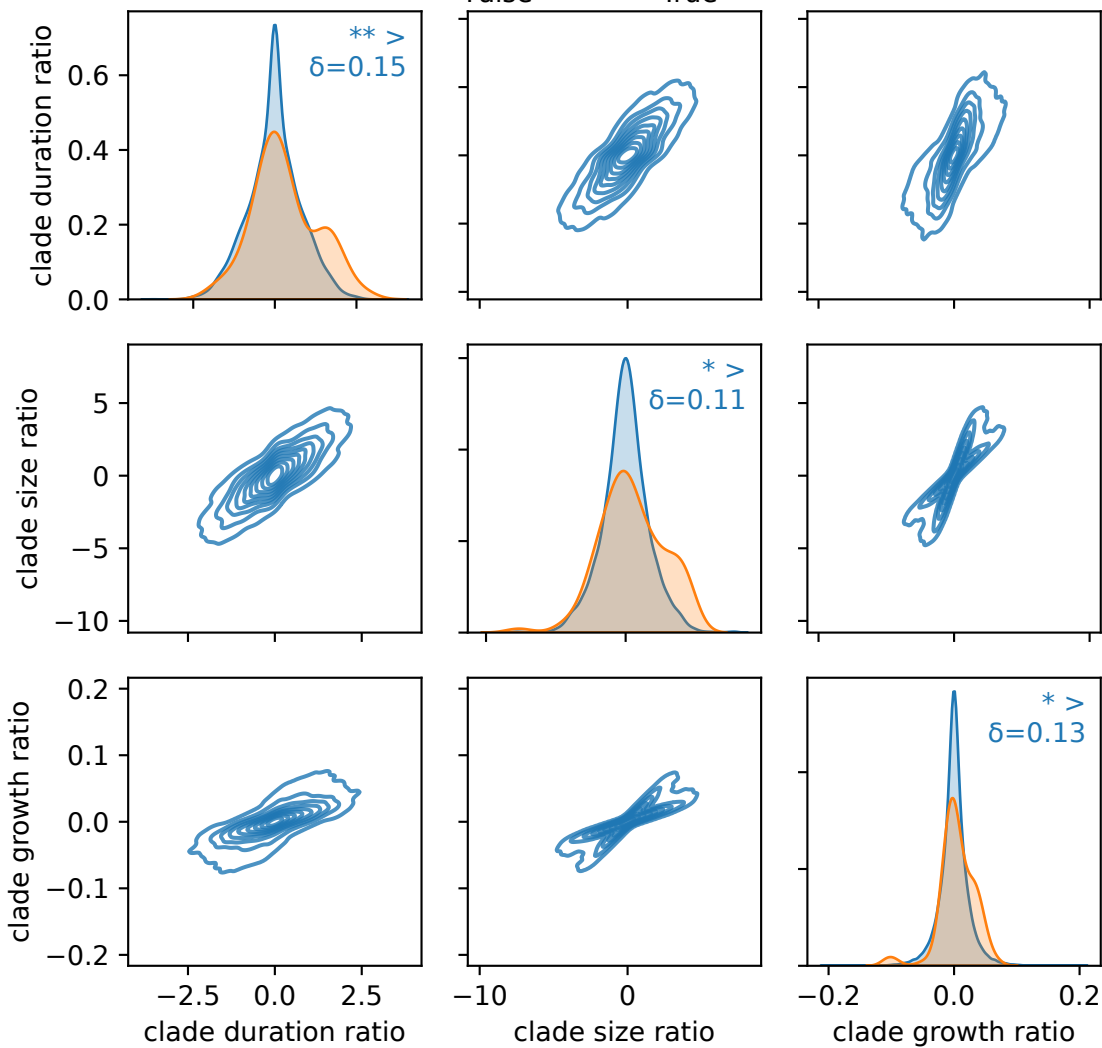 False True
clade duration ratio
0.6
0.4
0.2
0.0
** >
δ=0.15
clade size ratio
5
0
−5
−10
* >
δ=0.11
clade growth ratio
0.2
0.1
0.0
−0.1
−0.2
* >
δ=0.13
−2.5 0.0 2.5
−10 0
−0.2 0.0 0.2
clade duration ratio
clade size ratio
clade growth ratio